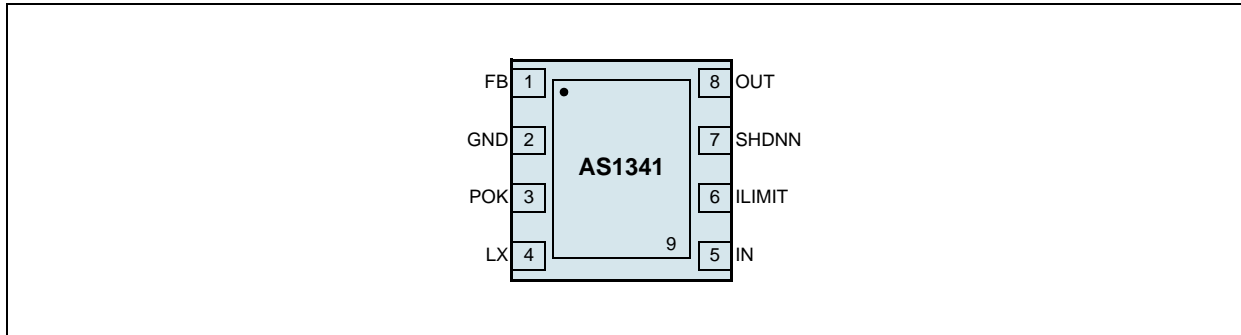 FB 1 8 OUT
GND 2 7 SHDNN
AS1341
POK 3 6 ILIMIT
9
LX 4 5 IN